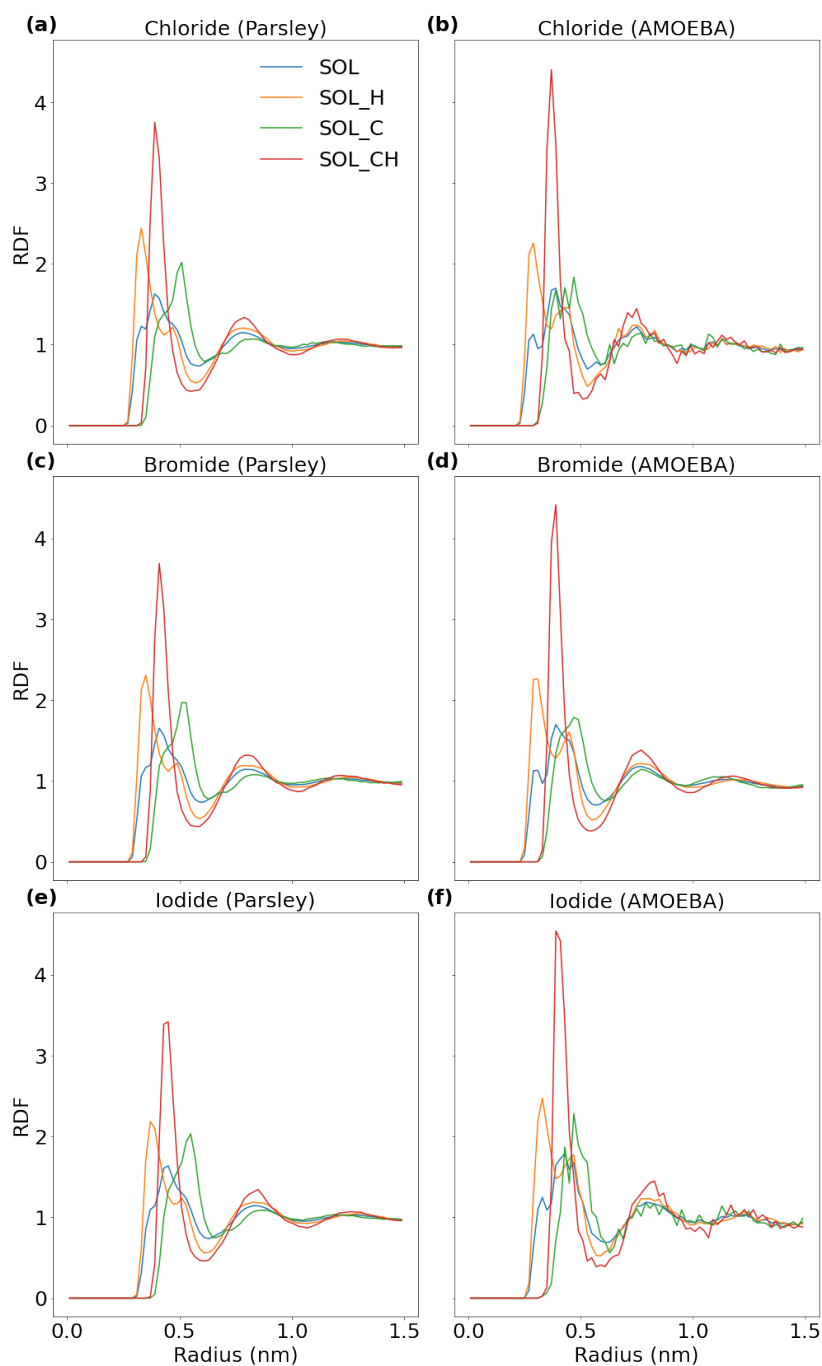 (a) Chloride (Parsley)
(b) Chloride (AMOEBA)
SOL
SOL_H
SOL_C
SOL_CH
4
3
2
1
0
RDF
(c) Bromide (Parsley)
(d) Bromide (AMOEBA)
4
3
2
1
0
RDF
(e) Iodide (Parsley)
(f) Iodide (AMOEBA)
4
3
2
1
0
RDF
0.0 0.5 1.0 1.5
Radius (nm)
0.0 0.5 1.0 1.5
Radius (nm)